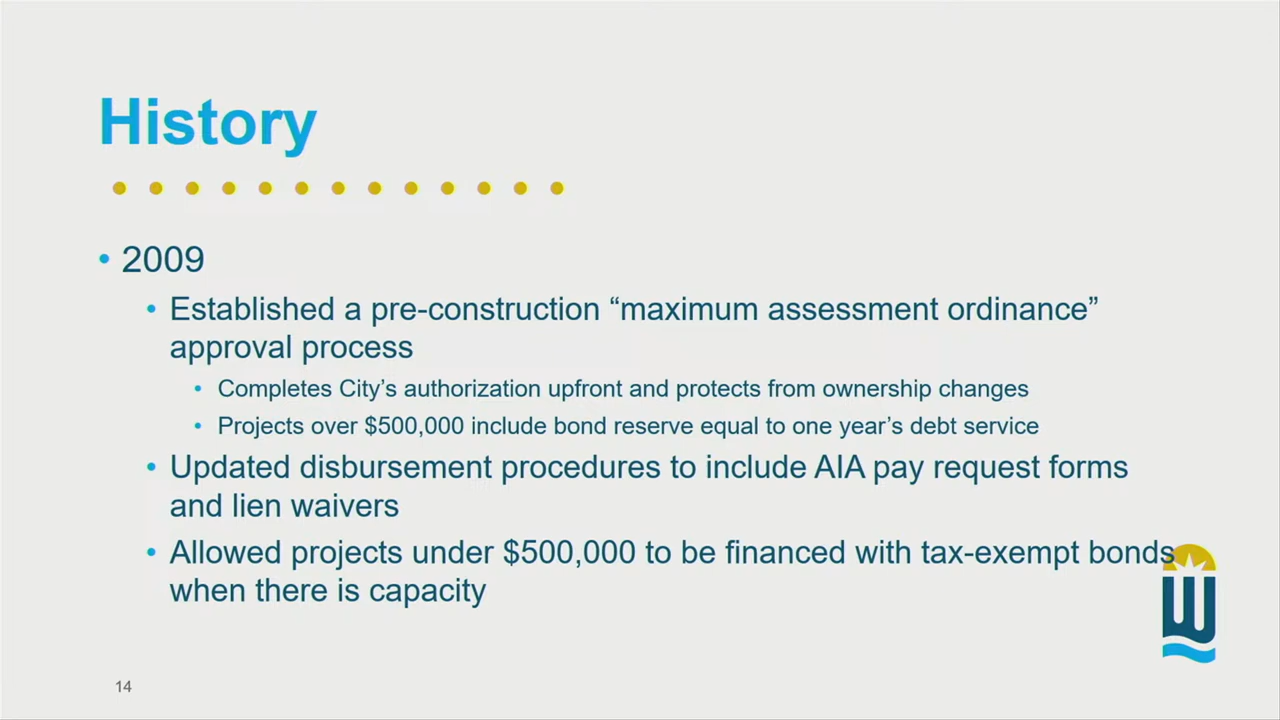 History
• 2009
• Established a pre-construction “maximum assessment ordinance”
approval process
• Completes City’s authorization upfront and protects from ownership changes
• Projects over $500,000 include bond reserve equal to one year’s debt service
• Updated disbursement procedures to include AIA pay request forms
and lien waivers
• Allowed projects under $500,000 to be financed with tax-exempt bonds
when there is capacity
W
14